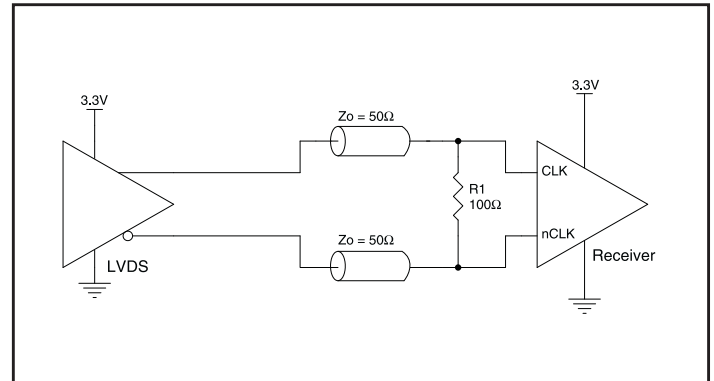 3.3V
3.3V
Zo = 50Ω
CLK
R1
100Ω
Zo = 50Ω
nCLK
Receiver
LVDS